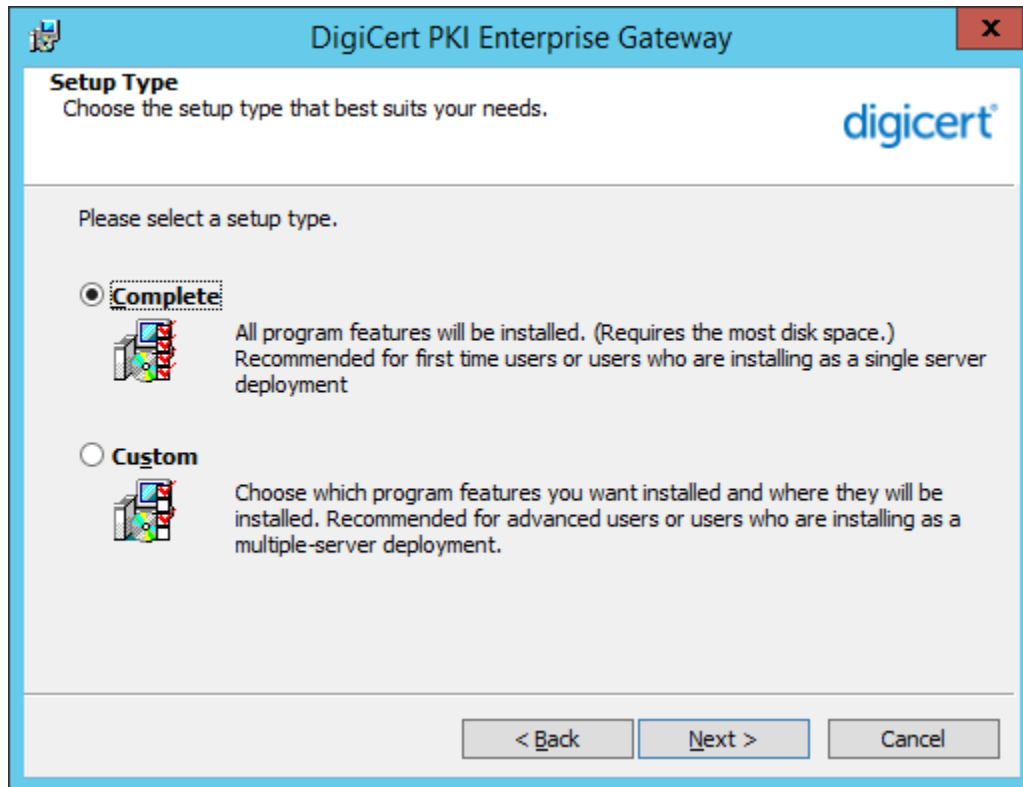 DigiCert PKI Enterprise Gateway
x
Setup Type
Choose the setup type that best suits your needs.
digicert®
Please select a setup type.
Complete
All program features will be installed. (Requires the most disk space.)
Recommended for first time users or users who are installing as a single server
deployment
Custom
Choose which program features you want installed and where they will be
installed. Recommended for advanced users or users who are installing as a
multiple-server deployment.
< Back
Next >
Cancel